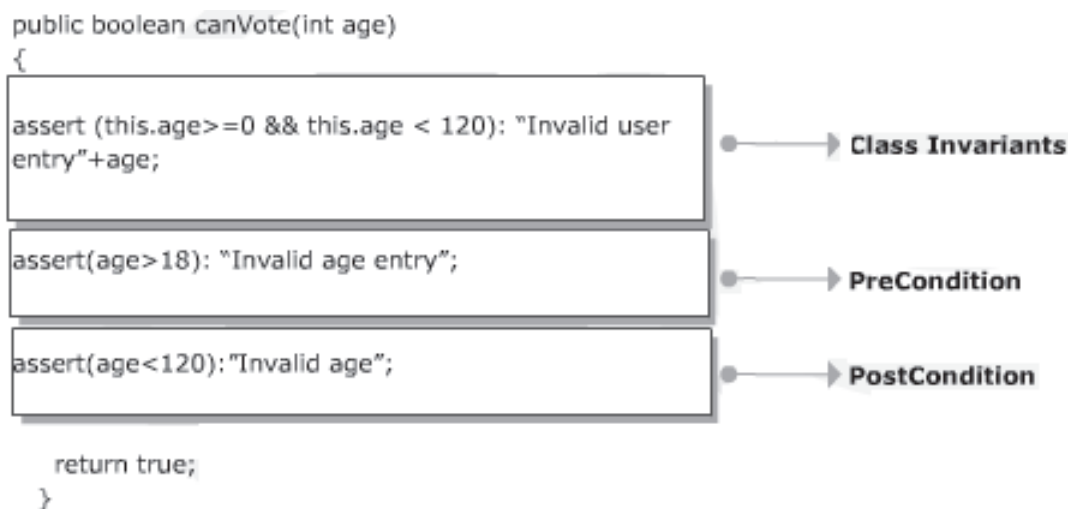 public boolean canVote(int age)
{
assert (this.age>=0 && this.age < 120): “Invalid user
entry”+age;
Class Invariants
assert(age>18): “Invalid age entry”;
PreCondition
assert(age<120):”Invalid age”;
PostCondition
return true;
}